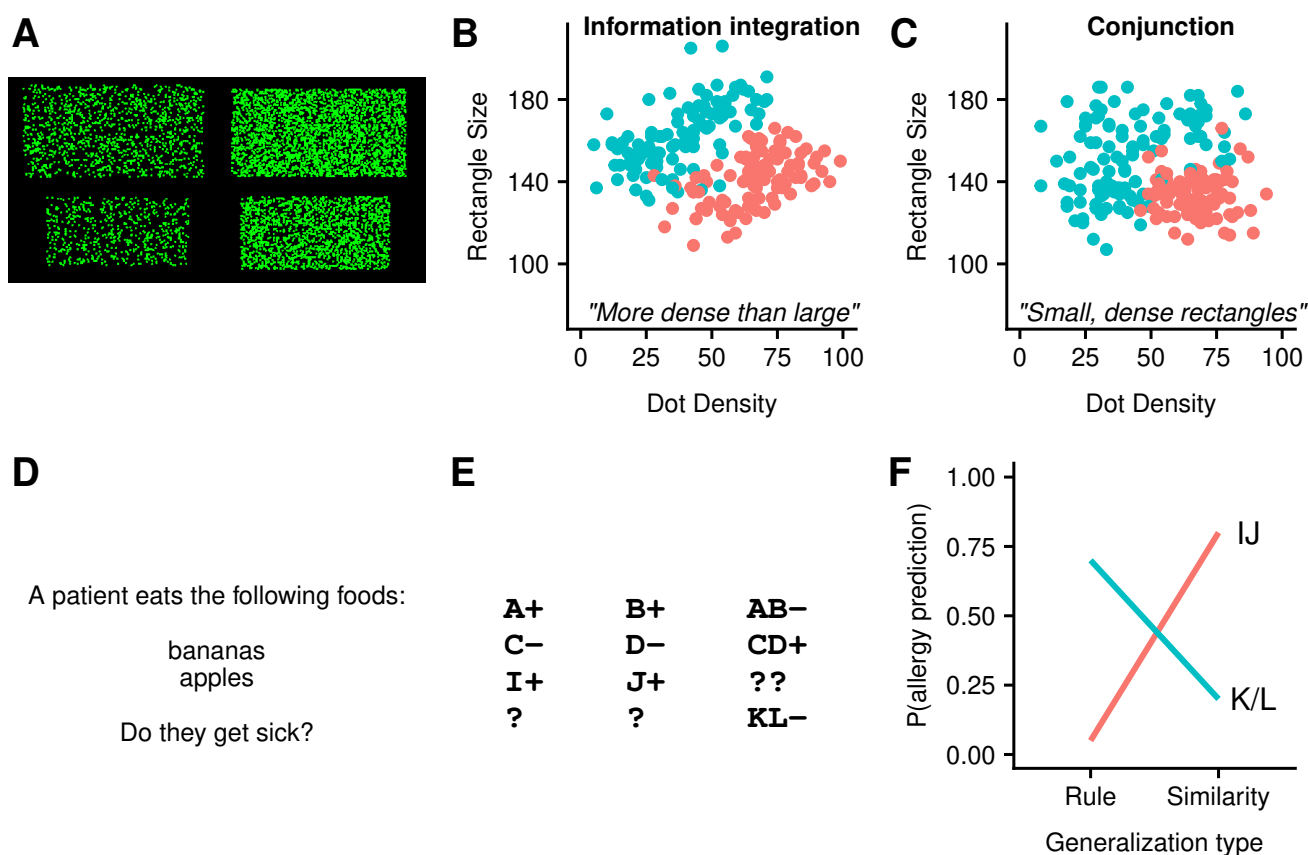 A
B
Information integration
Rectangle Size
180
140
100
"More dense than large"
0 25 50 75 100
Dot Density
C
Conjunction
Rectangle Size
180
140
100
"Small, dense rectangles"
0 25 50 75 100
Dot Density
D
A patient eats the following foods:
bananas
apples
Do they get sick?
E
A+ B+ AB−
C− D− CD+
I+ J+ ??
? ? KL−
F
P(allergy prediction)
1.00
0.75
0.50
0.25
0.00
IJ
K/L
Rule Similarity
Generalization type